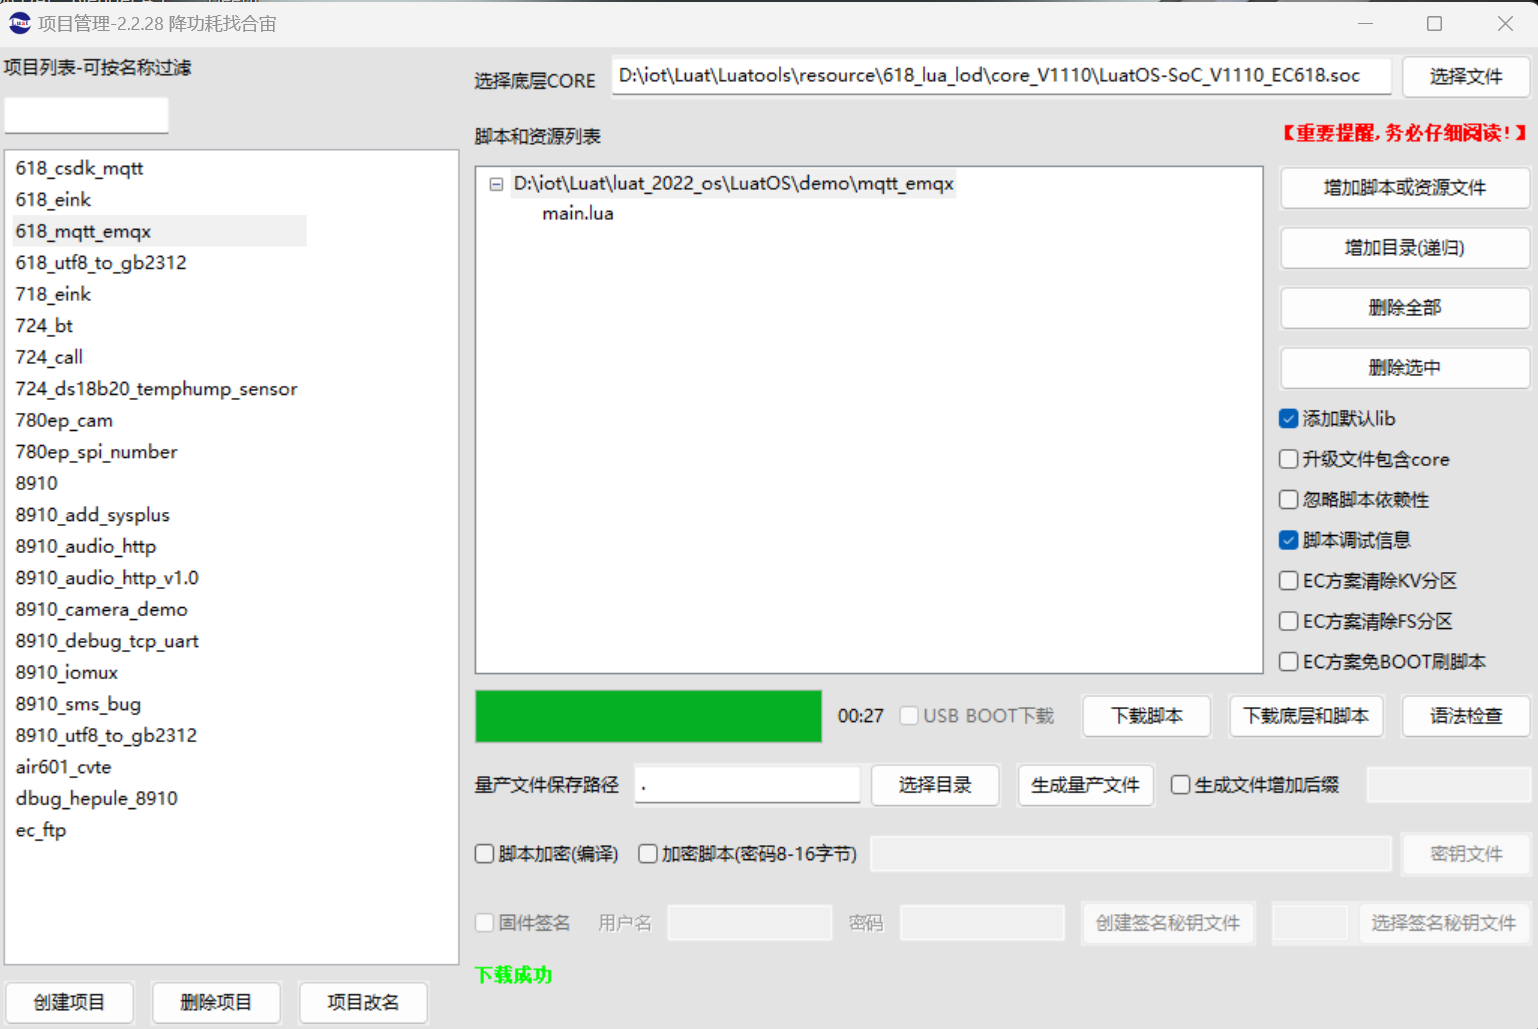 项目管理-2.2.28 降功耗找合宙
项目列表-可按名称过滤
选择底层CORE
D:\iot\Luat\Luatools\resource\618_lua_lod\core_V1110\LuatOS-SoC_V1110_EC618.soc
选择文件
脚本和资源列表
【重要提醒,务必仔细阅读!】
618_csdk_mqtt
618_eink
618_mqtt_emqx
618_utf8_to_gb2312
718_eink
724_bt
724_call
724_ds18b20_temphump_sensor
780ep_cam
780ep_spi_number
8910
8910_add_sysplus
8910_audio_http
8910_audio_http_v1.0
8910_camera_demo
8910_debug_tcp_uart
8910_iomux
8910_sms_bug
8910_utf8_to_gb2312
air601_cvte
dbug_hepule_8910
ec_ftp
D:\iot\Luat\luat_2022_os\LuatOS\demo\mqtt_emqx
main.lua
增加脚本或资源文件
增加目录(递归)
删除全部
删除选中
添加默认lib
升级文件包含core
忽略脚本依赖性
脚本调试信息
EC方案清除KV分区
EC方案清除FS分区
EC方案免BOOT刷脚本
00:27
USB BOOT下载
下载脚本
下载底层和脚本
语法检查
量产文件保存路径
.
选择目录
生成量产文件
生成文件增加后缀
脚本加密(编译)
加密脚本(密码8-16字节)
密钥文件
固件签名
用户名
密码
创建签名秘钥文件
选择签名秘钥文件
下载成功
创建项目
删除项目
项目改名